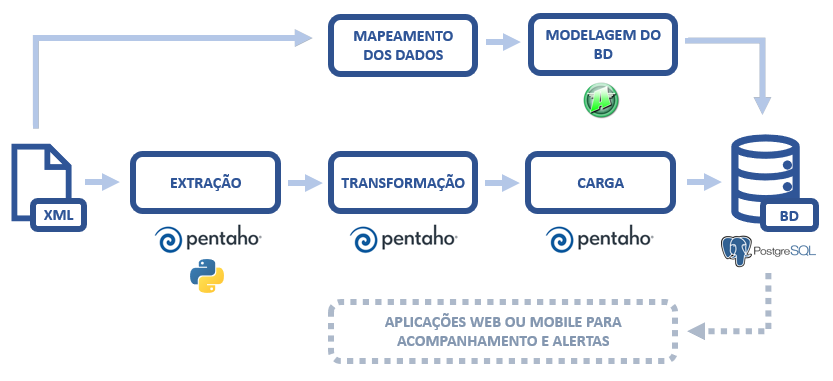 MAPEAMENTO
DOS DADOS
MODELAGEM DO
BD
XML
EXTRAÇÃO
TRANSFORMAÇÃO
CARGA
BD
pentaho
pentaho
pentaho
PostgreSQL
APLICAÇÕES WEB OU MOBILE PARA
ACOMPANHAMENTO E ALERTAS